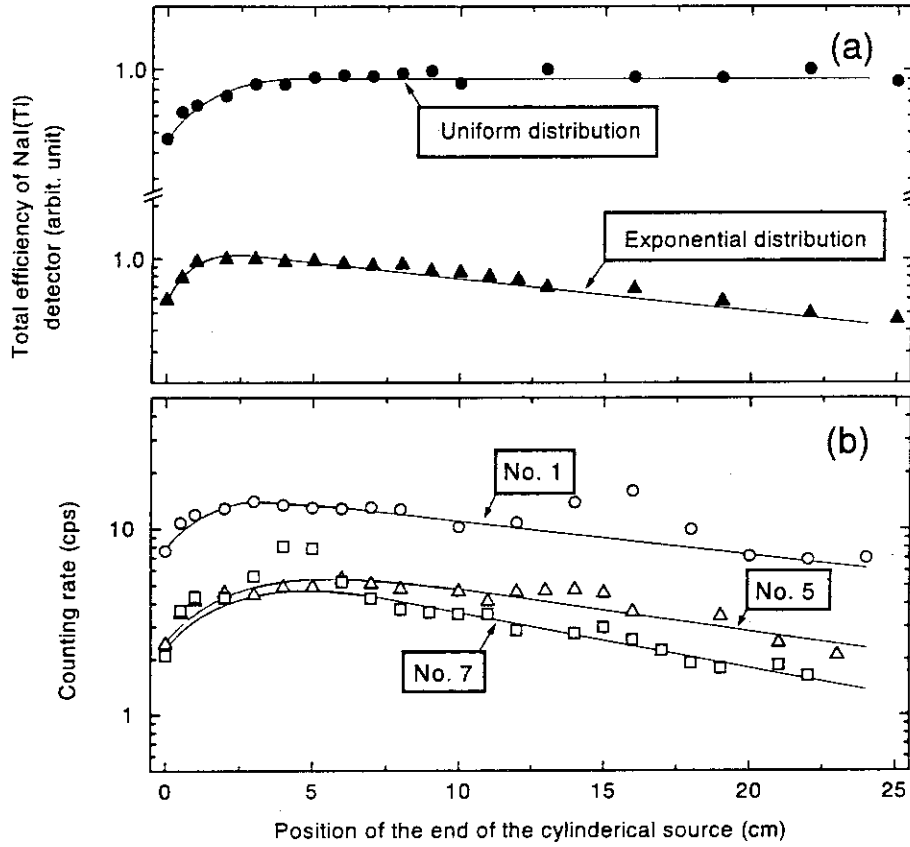 (a)
1.0
Uniform distribution
Total efficiency of NaI(Tl)
detector (arbit. unit)
1.0
Exponential distribution
(b)
No. 1
10
Counting rate (cps)
No. 5
No. 7
1
0 5 10 15 20 25
Position of the end of the cylinderical source (cm)